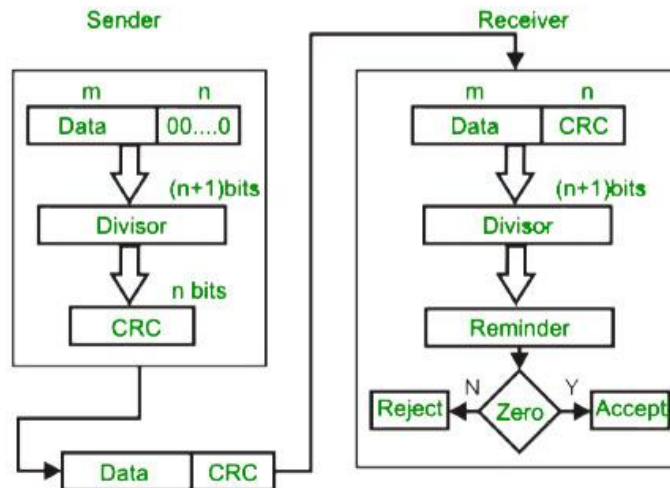 Sender
m n
Data 00....0
(n+1)bits
Divisor
n bits
CRC
Data CRC
Receiver
m n
Data CRC
(n+1)bits
Divisor
Reminder
N Y
Reject Zero Accept